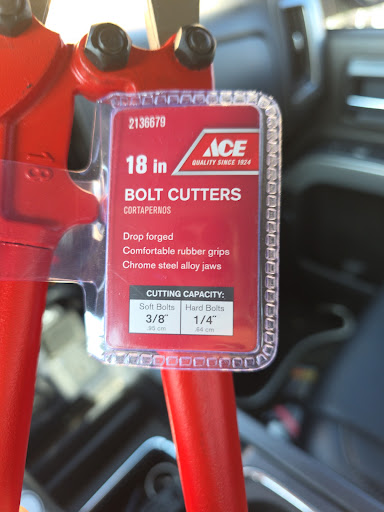 2136679
ACE
QUALITY SINCE 1924
18 in
BOLT CUTTERS
CORTAPERNOS
Drop forged
Comfortable rubber grips
Chrome steel alloy jaws
CUTTING CAPACITY:
Soft Bolts Hard Bolts
3/8" 1/4"
.95 cm .64 cm
18